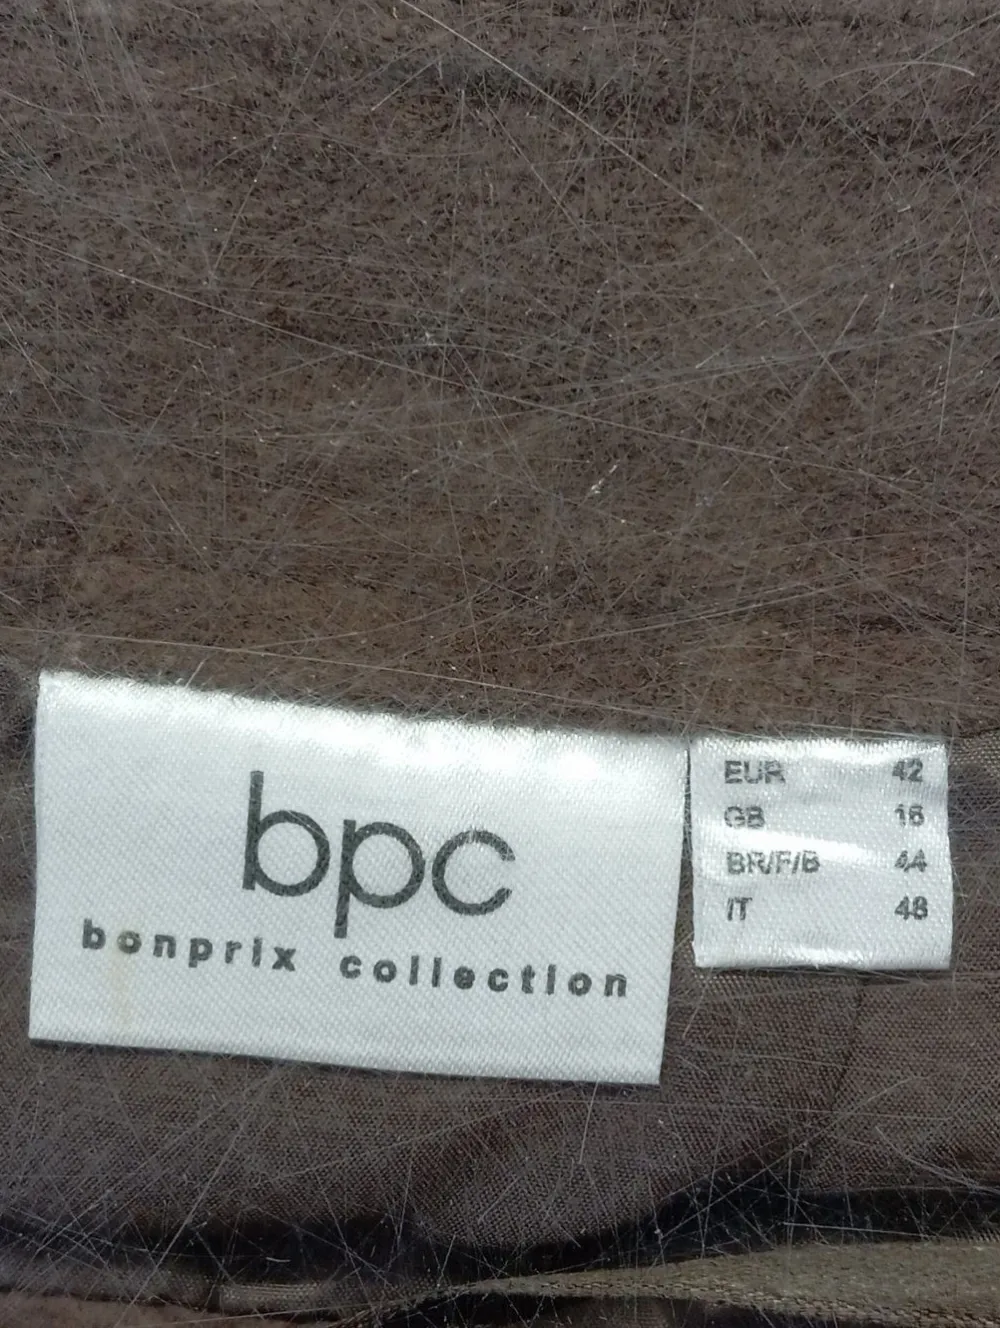 bpc
bonprix collection
EUR 42
GB 16
BR/F/B 44
IT 48